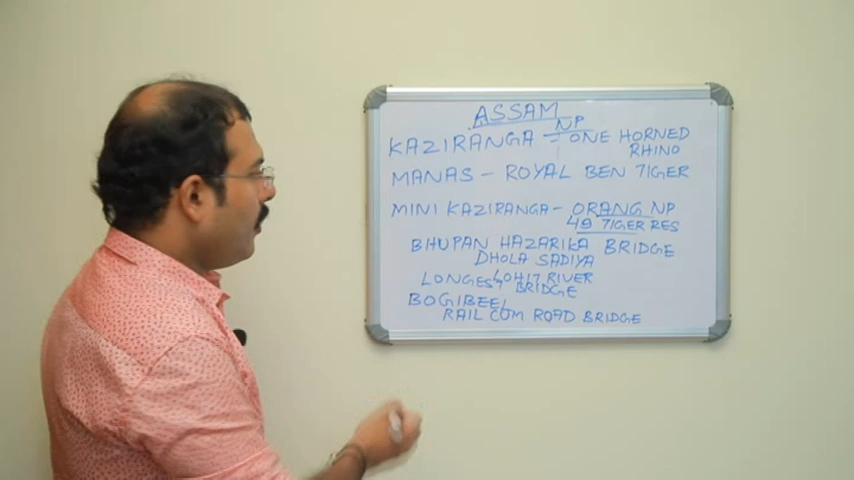 ASSAM
KAZIRANGA NP - ONE HORNED
RHINO
MANAS - ROYAL BEN TIGER
MINI KAZIRANGA - ORANG NP
49 TIGER RES
BHUPAN HAZARIKA BRIDGE
DHOLA SADIYA
LONGEST LOHIT RIVER
BRIDGE
BOGIBEEL
RAIL CUM ROAD BRIDGE